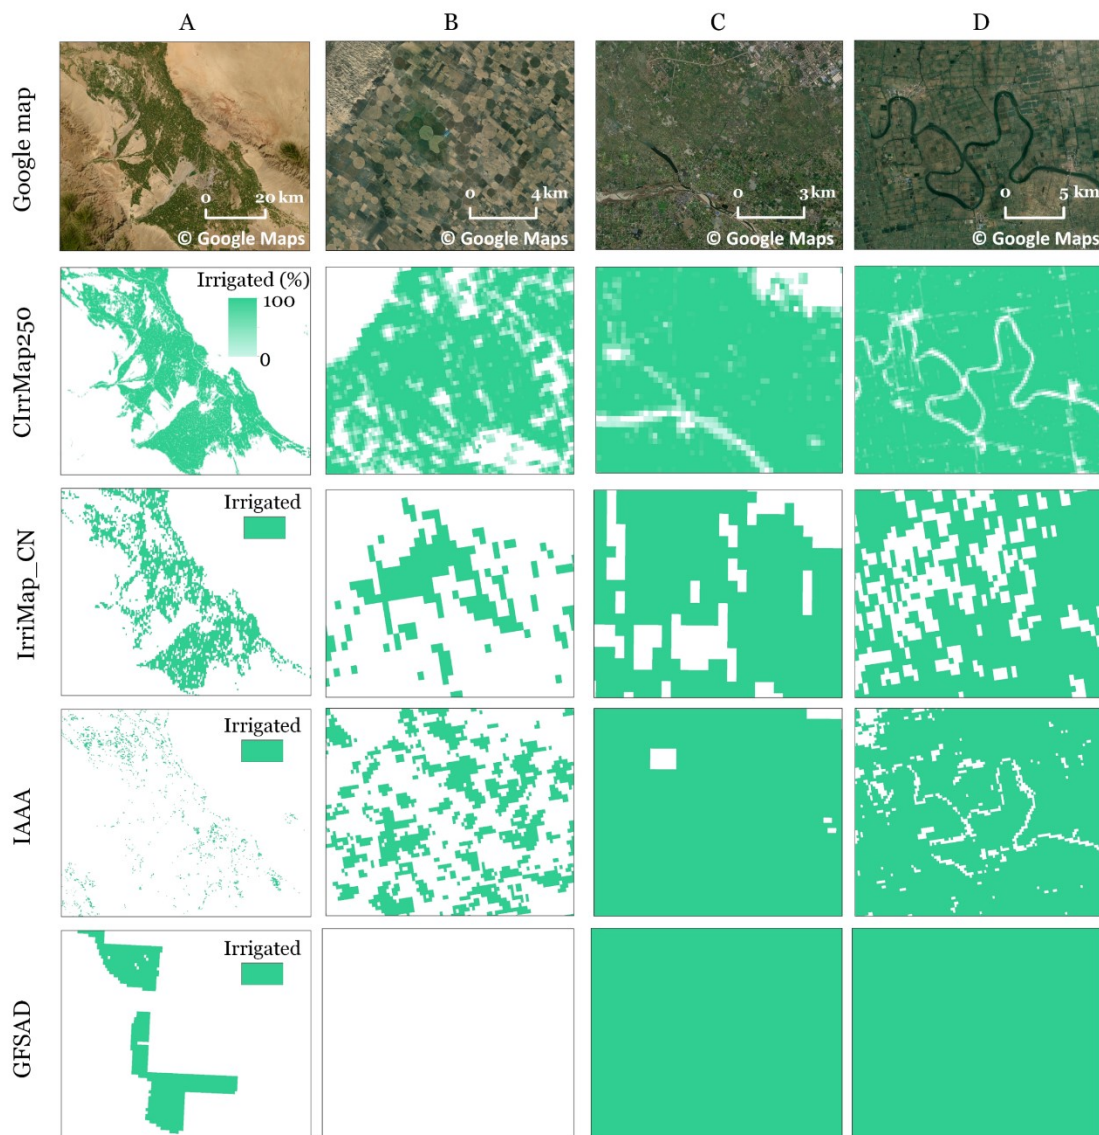 A B C D
Google map
0 20 km
© Google Maps
0 4 km
© Google Maps
0 3 km
© Google Maps
0 5 km
© Google Maps
CIrrMap250
Irrigated (%)
100
0
IrriMap_CN
Irrigated
IAAA
Irrigated
GFSAD
Irrigated